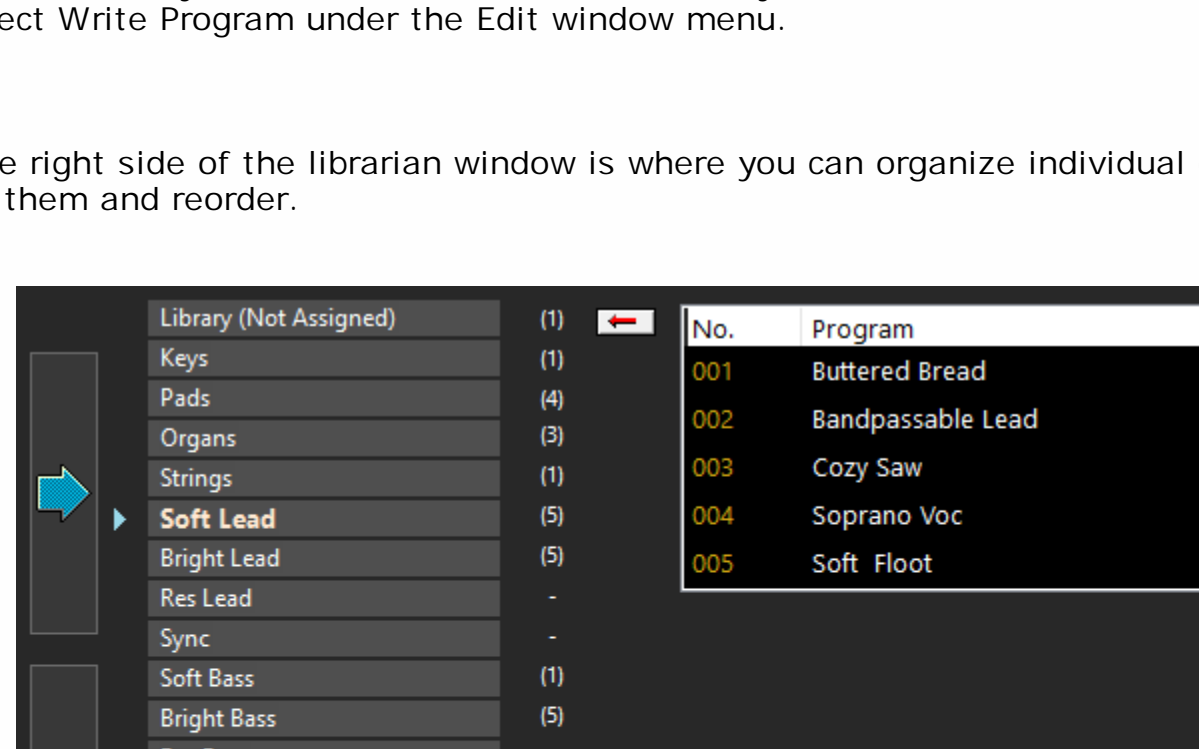 ect Write Program under the Edit window menu.
e right side of the librarian window is where you can organize individual
them and reorder.
Library (Not Assigned) (1)
Keys (1)
Pads (4)
Organs (3)
Strings (1)
Soft Lead (5)
Bright Lead (5)
Res Lead -
Sync -
Soft Bass (1)
Bright Bass (5)
No. Program
001 Buttered Bread
002 Bandpassable Lead
003 Cozy Saw
004 Soprano Voc
005 Soft  Floot